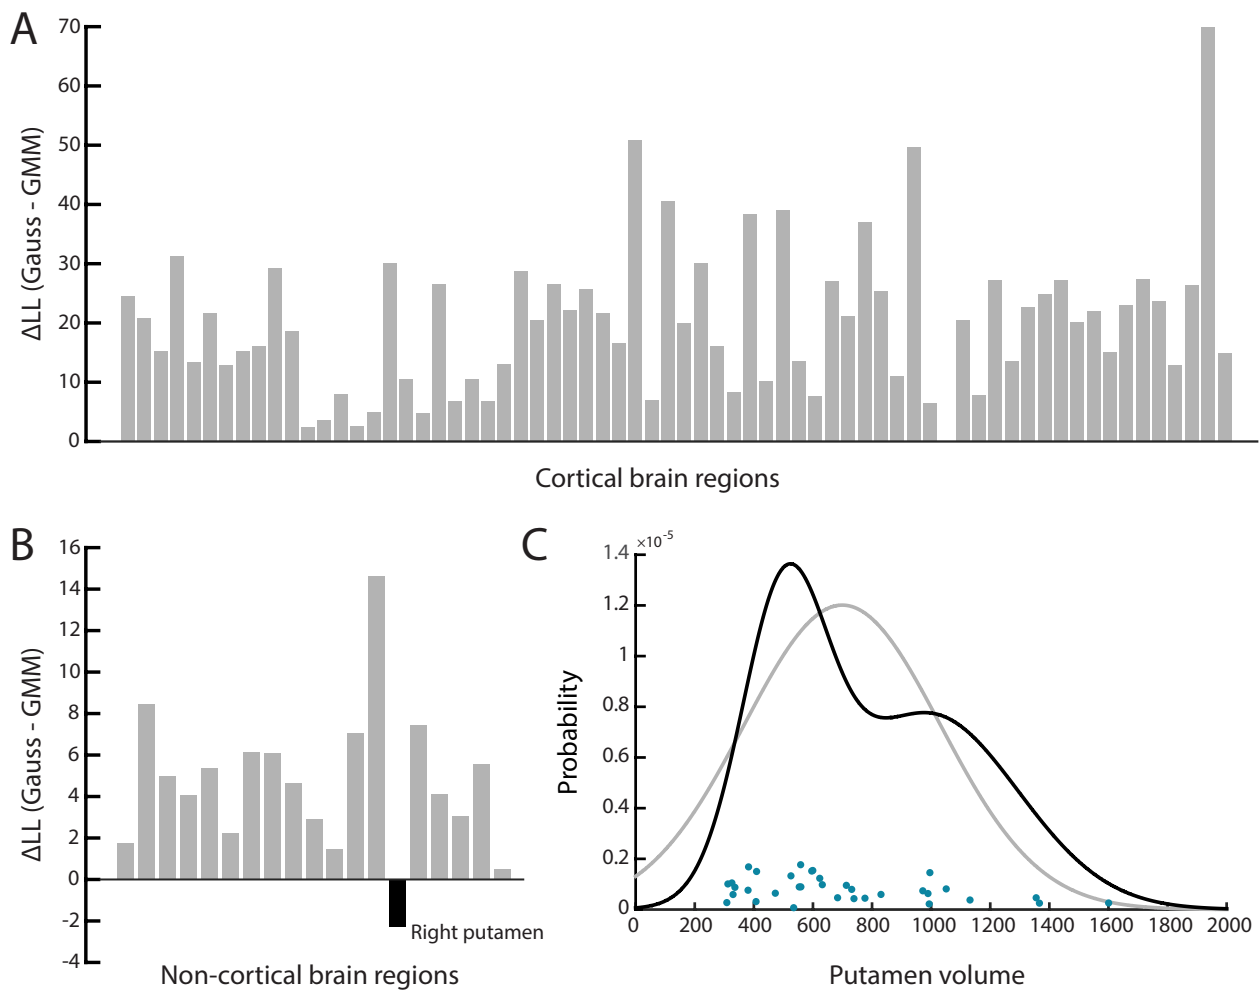 A
70
60
50
40
30
20
10
0
ΔLL (Gauss - GMM)
Cortical brain regions
B
16
14
12
10
8
6
4
2
0
-2
-4
ΔLL (Gauss - GMM)
Right putamen
Non-cortical brain regions
C
×10⁻⁵
1.4
1.2
1
0.8
0.6
0.4
0.2
0
Probability
0 200 400 600 800 1000 1200 1400 1600 1800 2000
Putamen volume